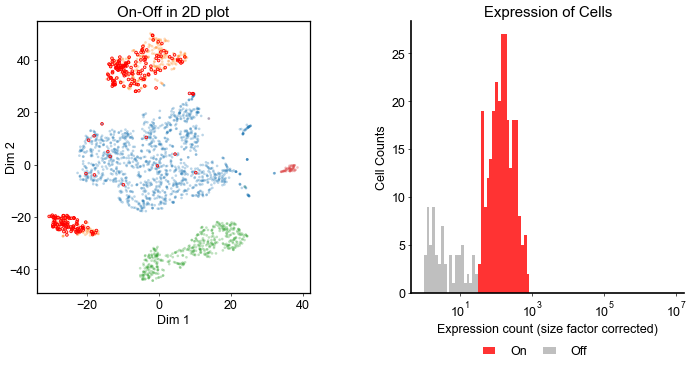 On-Off in 2D plot
Dim 2
40
20
0
−20
−40
−20
0
20
40
Dim 1
Expression of Cells
Cell Counts
25
20
15
10
5
0
10^1
10^3
10^5
10^7
Expression count (size factor corrected)
On
Off